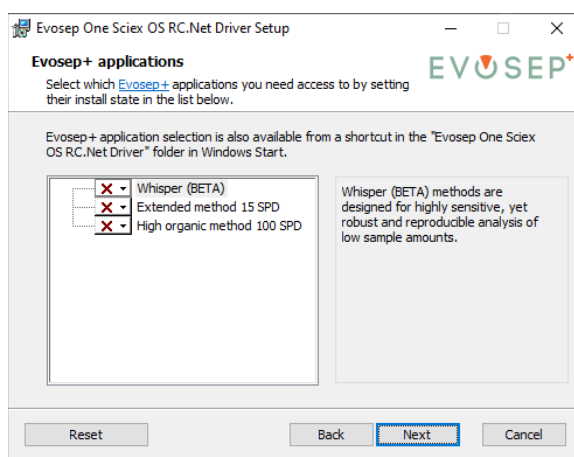 Evosep One Sciex OS RC.Net Driver Setup
Evosep+ applications
Select which Evosep+ applications you need access to by setting
their install state in the list below.
EVOSEP+
Evosep+ application selection is also available from a shortcut in the "Evosep One Sciex
OS RC.Net Driver" folder in Windows Start.
Whisper (BETA)
Extended method 15 SPD
High organic method 100 SPD
Whisper (BETA) methods are
designed for highly sensitive, yet
robust and reproducible analysis of
low sample amounts.
Reset
Back
Next
Cancel